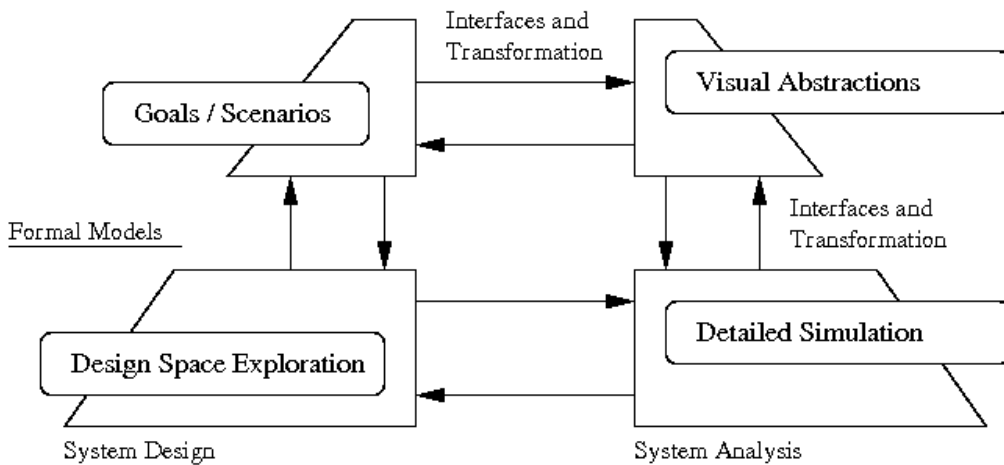 Interfaces and
Transformation
Goals / Scenarios
Visual Abstractions
Formal Models
Interfaces and
Transformation
Design Space Exploration
Detailed Simulation
System Design
System Analysis